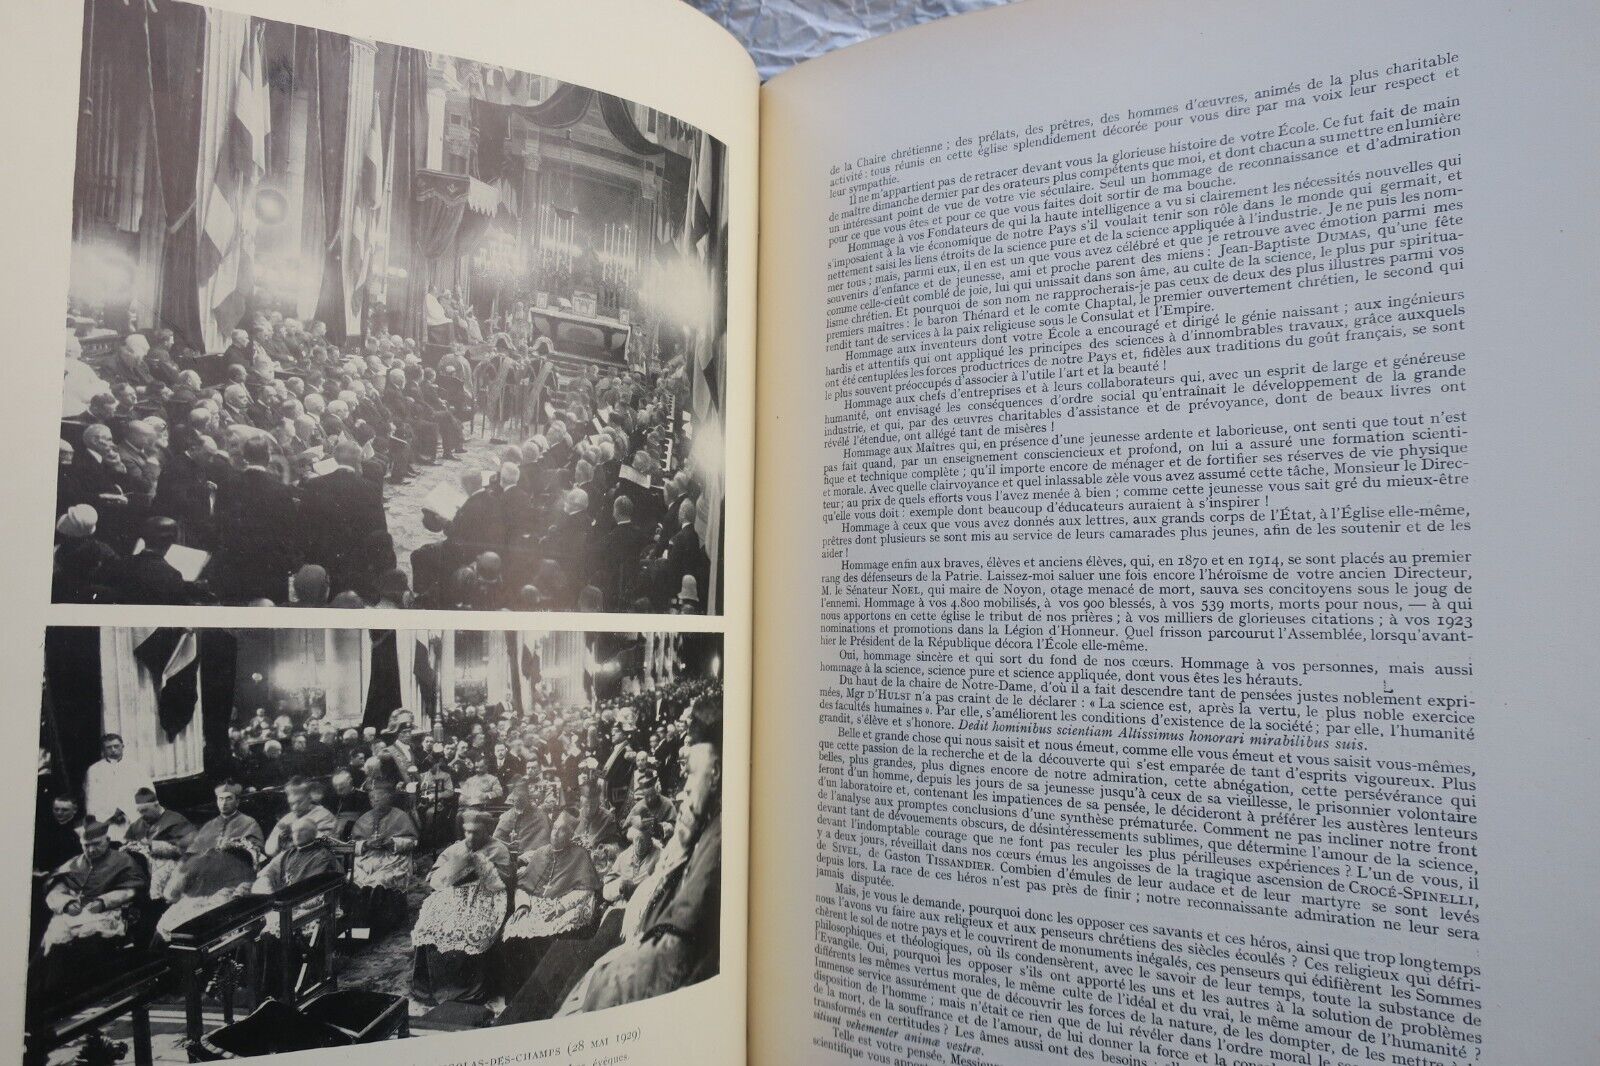 de la Chaire chrétienne ; des prélats, des prêtres, des hommes d'œuvres, animés de la plus charitable
activité : tous réunis en cette église splendidement décorée pour vous dire par ma voix leur respect et
leur sympathie.
Il ne m'appartient pas de retracer devant vous la glorieuse histoire de votre École. Ce fut fait de main
de maître dimanche dernier par des orateurs plus compétents que moi, et dont chacun a su mettre en lumière
un intéressant point de vue de votre vie séculaire. Seul un hommage de reconnaissance et d'admiration
pour ce que vous êtes et pour ce que vous faites doit sortir de ma bouche.
Hommage à vos Fondateurs de qui la haute intelligence a vu si clairement les nécessités nouvelles qui
s'imposaient à la vie économique de notre Pays s'il voulait tenir son rôle dans le monde qui germait, et
nettement saisi les liens étroits de la science pure et de la science appliquée à l'industrie. Je ne puis les nom-
mer tous ; mais, parmi eux, il en est un que vous avez célébré et que je retrouve avec émotion parmi mes
souvenirs d'enfance et de jeunesse, ami et proche parent des miens : Jean-Baptiste DUMAS, qu'une fête
comme celle-ci eût comblé de joie, lui qui unissait dans son âme, au culte de la science, le plus pur spiritua-
lisme chrétien. Et pourquoi de son nom ne rapprocherais-je pas ceux de deux des plus illustres parmi vos
premiers maîtres : le baron Thénard et le comte Chaptal, le premier ouvertement chrétien, le second qui
rendit tant de services à la paix religieuse sous le Consulat et l'Empire.
Hommage aux inventeurs dont votre École a encouragé et dirigé le génie naissant ; aux ingénieurs
hardis et attentifs qui ont appliqué les principes des sciences à d'innombrables travaux, grâce auxquels
ont été centuplées les forces productrices de notre Pays et, fidèles aux traditions du goût français, se sont
le plus souvent préoccupés d'associer à l'utile l'art et la beauté !
Hommage aux chefs d'entreprises et à leurs collaborateurs qui, avec un esprit de large et généreuse
humanité, ont envisagé les conséquences d'ordre social qu'entraînait le développement de la grande
industrie, et qui, par des œuvres charitables d'assistance et de prévoyance, dont de beaux livres ont
révélé l'étendue, ont allégé tant de misères !
Hommage aux Maîtres qui, en présence d'une jeunesse ardente et laborieuse, ont senti que tout n'est
pas fait quand, par un enseignement consciencieux et profond, on lui a assuré une formation scienti-
fique et technique complète ; qu'il importe encore de ménager et de fortifier ses réserves de vie physique
et morale. Avec quelle clairvoyance et quel inlassable zèle vous avez assumé cette tâche, Monsieur le Direc-
teur; au prix de quels efforts vous l'avez menée à bien ; comme cette jeunesse vous sait gré du mieux-être
qu'elle vous doit : exemple dont beaucoup d'éducateurs auraient à s'inspirer !
Hommage à ceux que vous avez donnés aux lettres, aux grands corps de l'État, à l'Église elle-même,
prêtres dont plusieurs se sont mis au service de leurs camarades plus jeunes, afin de les soutenir et de les
aider !
Hommage enfin aux braves, élèves et anciens élèves, qui, en 1870 et en 1914, se sont placés au premier
rang des défenseurs de la Patrie. Laissez-moi saluer une fois encore l'héroïsme de votre ancien Directeur,
M. le Sénateur NOEL, qui maire de Noyon, otage menacé de mort, sauva ses concitoyens sous le joug de
l'ennemi. Hommage à vos 4.800 mobilisés, à vos 900 blessés, à vos 539 morts, morts pour nous, — à qui
nous apportons en cette église le tribut de nos prières ; à vos milliers de glorieuses citations ; à vos 1923
nominations et promotions dans la Légion d'Honneur. Quel frisson parcourut l'Assemblée, lorsqu'avant-
hier le Président de la République décora l'École elle-même.
Oui, hommage sincère et qui sort du fond de nos cœurs. Hommage à vos personnes, mais aussi
hommage à la science, science pure et science appliquée, dont vous êtes les hérauts.
Du haut de la chaire de Notre-Dame, d'où il a fait descendre tant de pensées justes noblement expri-
mées, Mgr D'HULST n'a pas craint de le déclarer : « La science est, après la vertu, le plus noble exercice
des facultés humaines ». Par elle, s'améliorent les conditions d'existence de la société ; par elle, l'humanité
grandit, s'élève et s'honore. Dedit hominibus scientiam Altissimus honorari mirabilibus suis.
Belle et grande chose qui nous saisit et nous émeut, comme elle vous émeut et vous saisit vous-mêmes,
que cette passion de la recherche et de la découverte qui s'est emparée de tant d'esprits vigoureux. Plus
belles, plus grandes, plus dignes encore de notre admiration, cette abnégation, cette persévérance qui
feront d'un homme, depuis les jours de sa jeunesse jusqu'à ceux de sa vieillesse, le prisonnier volontaire
d'un laboratoire et, contenant les impatiences de sa pensée, le décideront à préférer les austères lenteurs
de l'analyse aux promptes conclusions d'une synthèse prématurée. Comment ne pas incliner notre front
devant tant de dévouements obscurs, de désintéressements sublimes, que détermine l'amour de la science,
devant l'indomptable courage que ne font pas reculer les plus périlleuses expériences ? L'un de vous, il
y a deux jours, réveillait dans nos cœurs émus les angoisses de la tragique ascension de CROCÉ-SPINELLI,
de SIVEL, de Gaston TISSANDIER. Combien d'émules de leur audace et de leur martyre se sont levés
depuis lors. La race de ces héros n'est pas près de finir ; notre reconnaissante admiration ne leur sera
jamais disputée.
Mais, je vous le demande, pourquoi donc les opposer ces savants et ces héros, ainsi que trop longtemps
nous l'avons vu faire aux religieux et aux penseurs chrétiens des siècles écoulés ? Ces religieux qui défri-
chèrent le sol de notre pays et le couvrirent de monuments inégalés, ces penseurs qui édifièrent les Sommes
philosophiques et théologiques, où ils condensèrent, avec le savoir de leur temps, toute la substance de
l'Évangile. Oui, pourquoi les opposer s'ils ont apporté les uns et les autres à la solution de problèmes
différents les mêmes vertus morales, le même culte de l'idéal et du vrai, le même amour de l'humanité ?
Immense service assurément que de découvrir les forces de la nature, de les dompter, de les mettre à
disposition de l'homme ; mais n'était ce rien que de lui révéler dans l'ordre moral le
de la mort, de la souffrance et de l'amour, de lui donner la force et la
transformés en certitudes ? Les âmes aussi ont des besoins :
sitiunt vehementer animæ vestræ.
Telle est votre pensée, Messieurs
scientifique vous apporte
COLAS-DES-CHAMPS (28 MAI 1929)
évêques